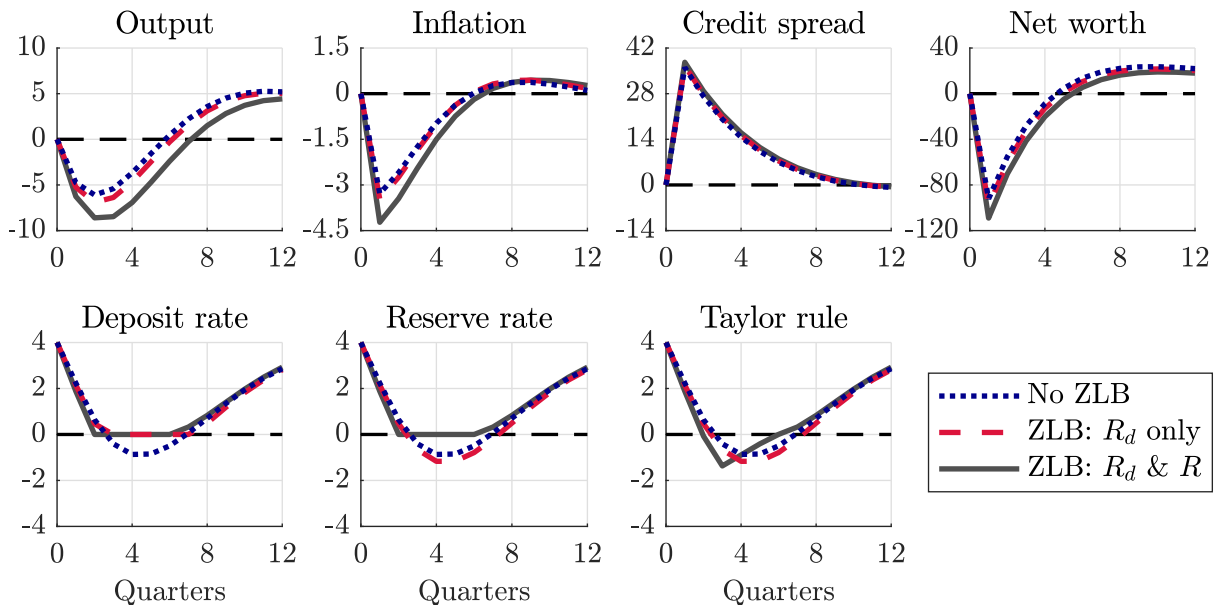 Output
Inflation
Credit spread
Net worth
10
5
0
-5
-10
0 4 8 12
1.5
0
-1.5
-3
-4.5
0 4 8 12
42
28
14
0
-14
0 4 8 12
40
0
-40
-80
-120
0 4 8 12
Deposit rate
Reserve rate
Taylor rule
4
2
0
-2
-4
0 4 8 12
Quarters
4
2
0
-2
-4
0 4 8 12
Quarters
4
2
0
-2
-4
0 4 8 12
Quarters
No ZLB
ZLB: R_d only
ZLB: R_d & R